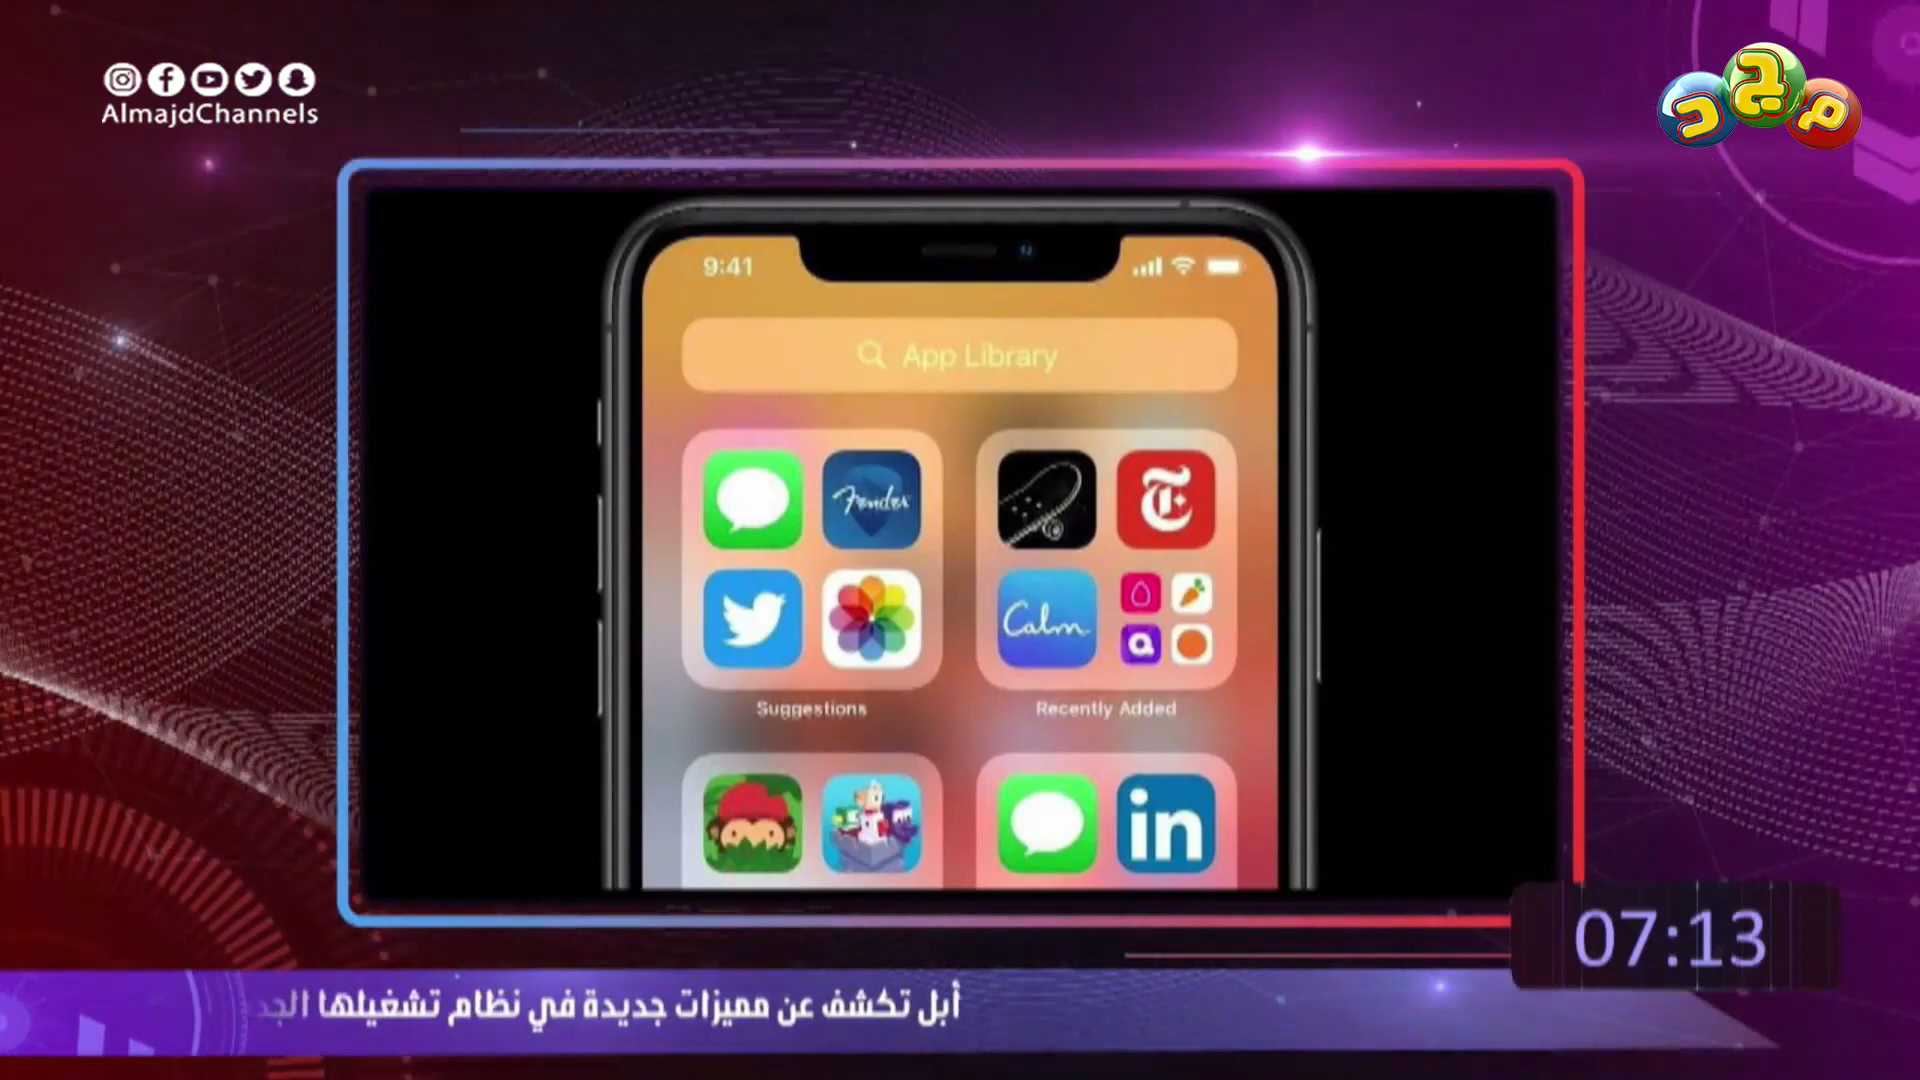 AlmajdChannels
مجد
9:41
App Library
Fender
Calm
Suggestions
Recently Added
in
07:13
أبل تكشف عن مميزات جديدة في نظام تشغيلها